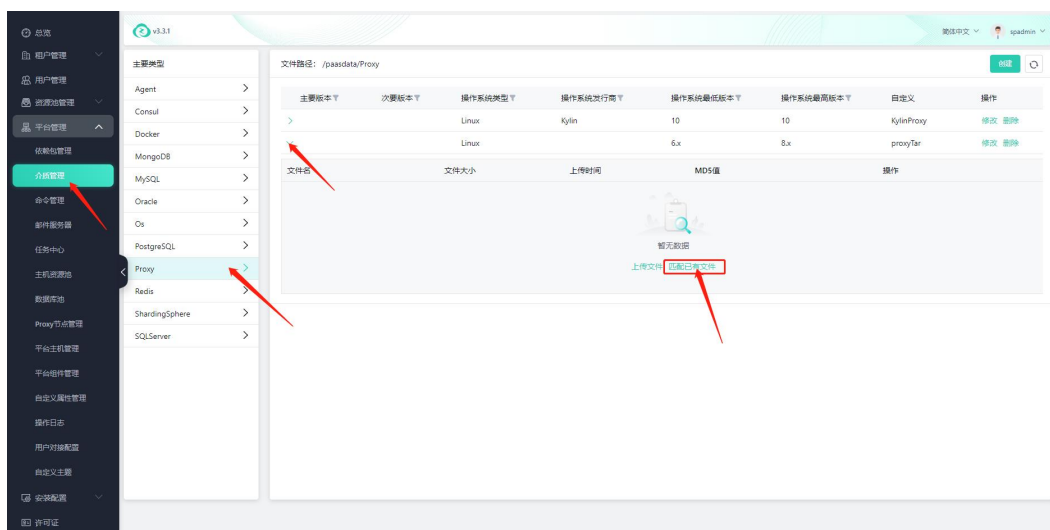 总览
租户管理
用户管理
资源池管理
平台管理
依赖包管理
介质管理
命令管理
邮件服务器
任务中心
主机资源池
数据库池
Proxy节点管理
平台主机管理
平台组件管理
自定义属性管理
操作日志
用户对接配置
自定义主题
安装配置
许可证
v3.3.1
简体中文
spadmin
主要类型
Agent
Consul
Docker
MongoDB
MySQL
Oracle
Os
PostgreSQL
Proxy
Redis
ShardingSphere
SQLServer
文件路径： /paasdata/Proxy
创建
主要版本 次要版本 操作系统类型 操作系统发行商 操作系统最低版本 操作系统最高版本 自定义 操作
Linux Kylin 10 10 KylinProxy 修改 删除
Linux 6.x 8.x proxyTar 修改 删除
文件名 文件大小 上传时间 MD5值 操作
暂无数据
上传文件 匹配已有文件